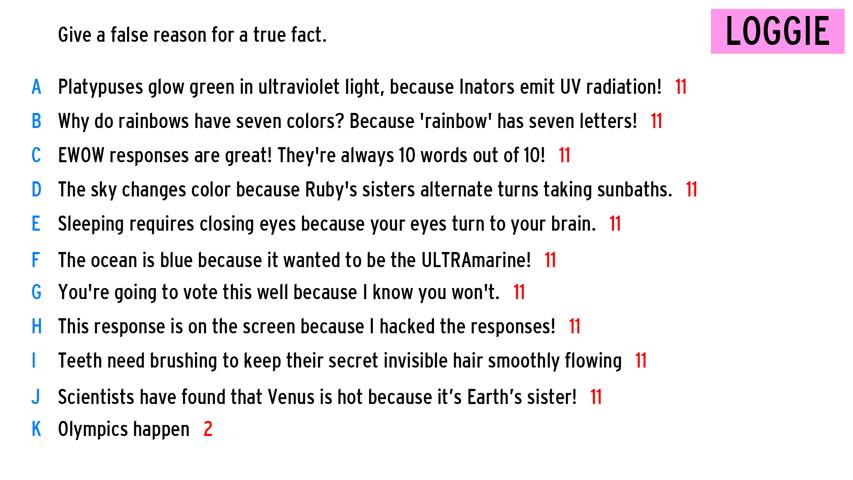 Give a false reason for a true fact.
LOGGIE
A Platypuses glow green in ultraviolet light, because Inators emit UV radiation! 11
B Why do rainbows have seven colors? Because 'rainbow' has seven letters! 11
C EWOW responses are great! They're always 10 words out of 10! 11
D The sky changes color because Ruby's sisters alternate turns taking sunbaths. 11
E Sleeping requires closing eyes because your eyes turn to your brain. 11
F The ocean is blue because it wanted to be the ULTRAmarine! 11
G You're going to vote this well because I know you won't. 11
H This response is on the screen because I hacked the responses! 11
I Teeth need brushing to keep their secret invisible hair smoothly flowing 11
J Scientists have found that Venus is hot because it’s Earth’s sister! 11
K Olympics happen 2